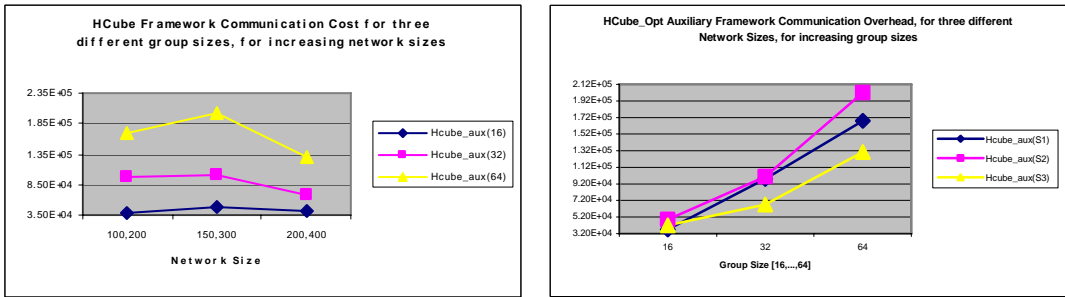 HCube Framework Communication Cost for three
different group sizes, for increasing network sizes
2.35E+05
1.85E+05
1.35E+05
8.50E+04
3.50E+04
100,200
150,300
200,400
Network Size
Hcube_aux(16)
Hcube_aux(32)
Hcube_aux(64)
HCube_Opt Auxiliary Framework Communication Overhead, for three different
Network Sizes, for increasing group sizes
2.12E+05
1.92E+05
1.72E+05
1.52E+05
1.32E+05
1.12E+05
9.20E+04
7.20E+04
5.20E+04
3.20E+04
16
32
64
Group Size [16,...,64]
Hcube_aux(S1)
Hcube_aux(S2)
Hcube_aux(S3)